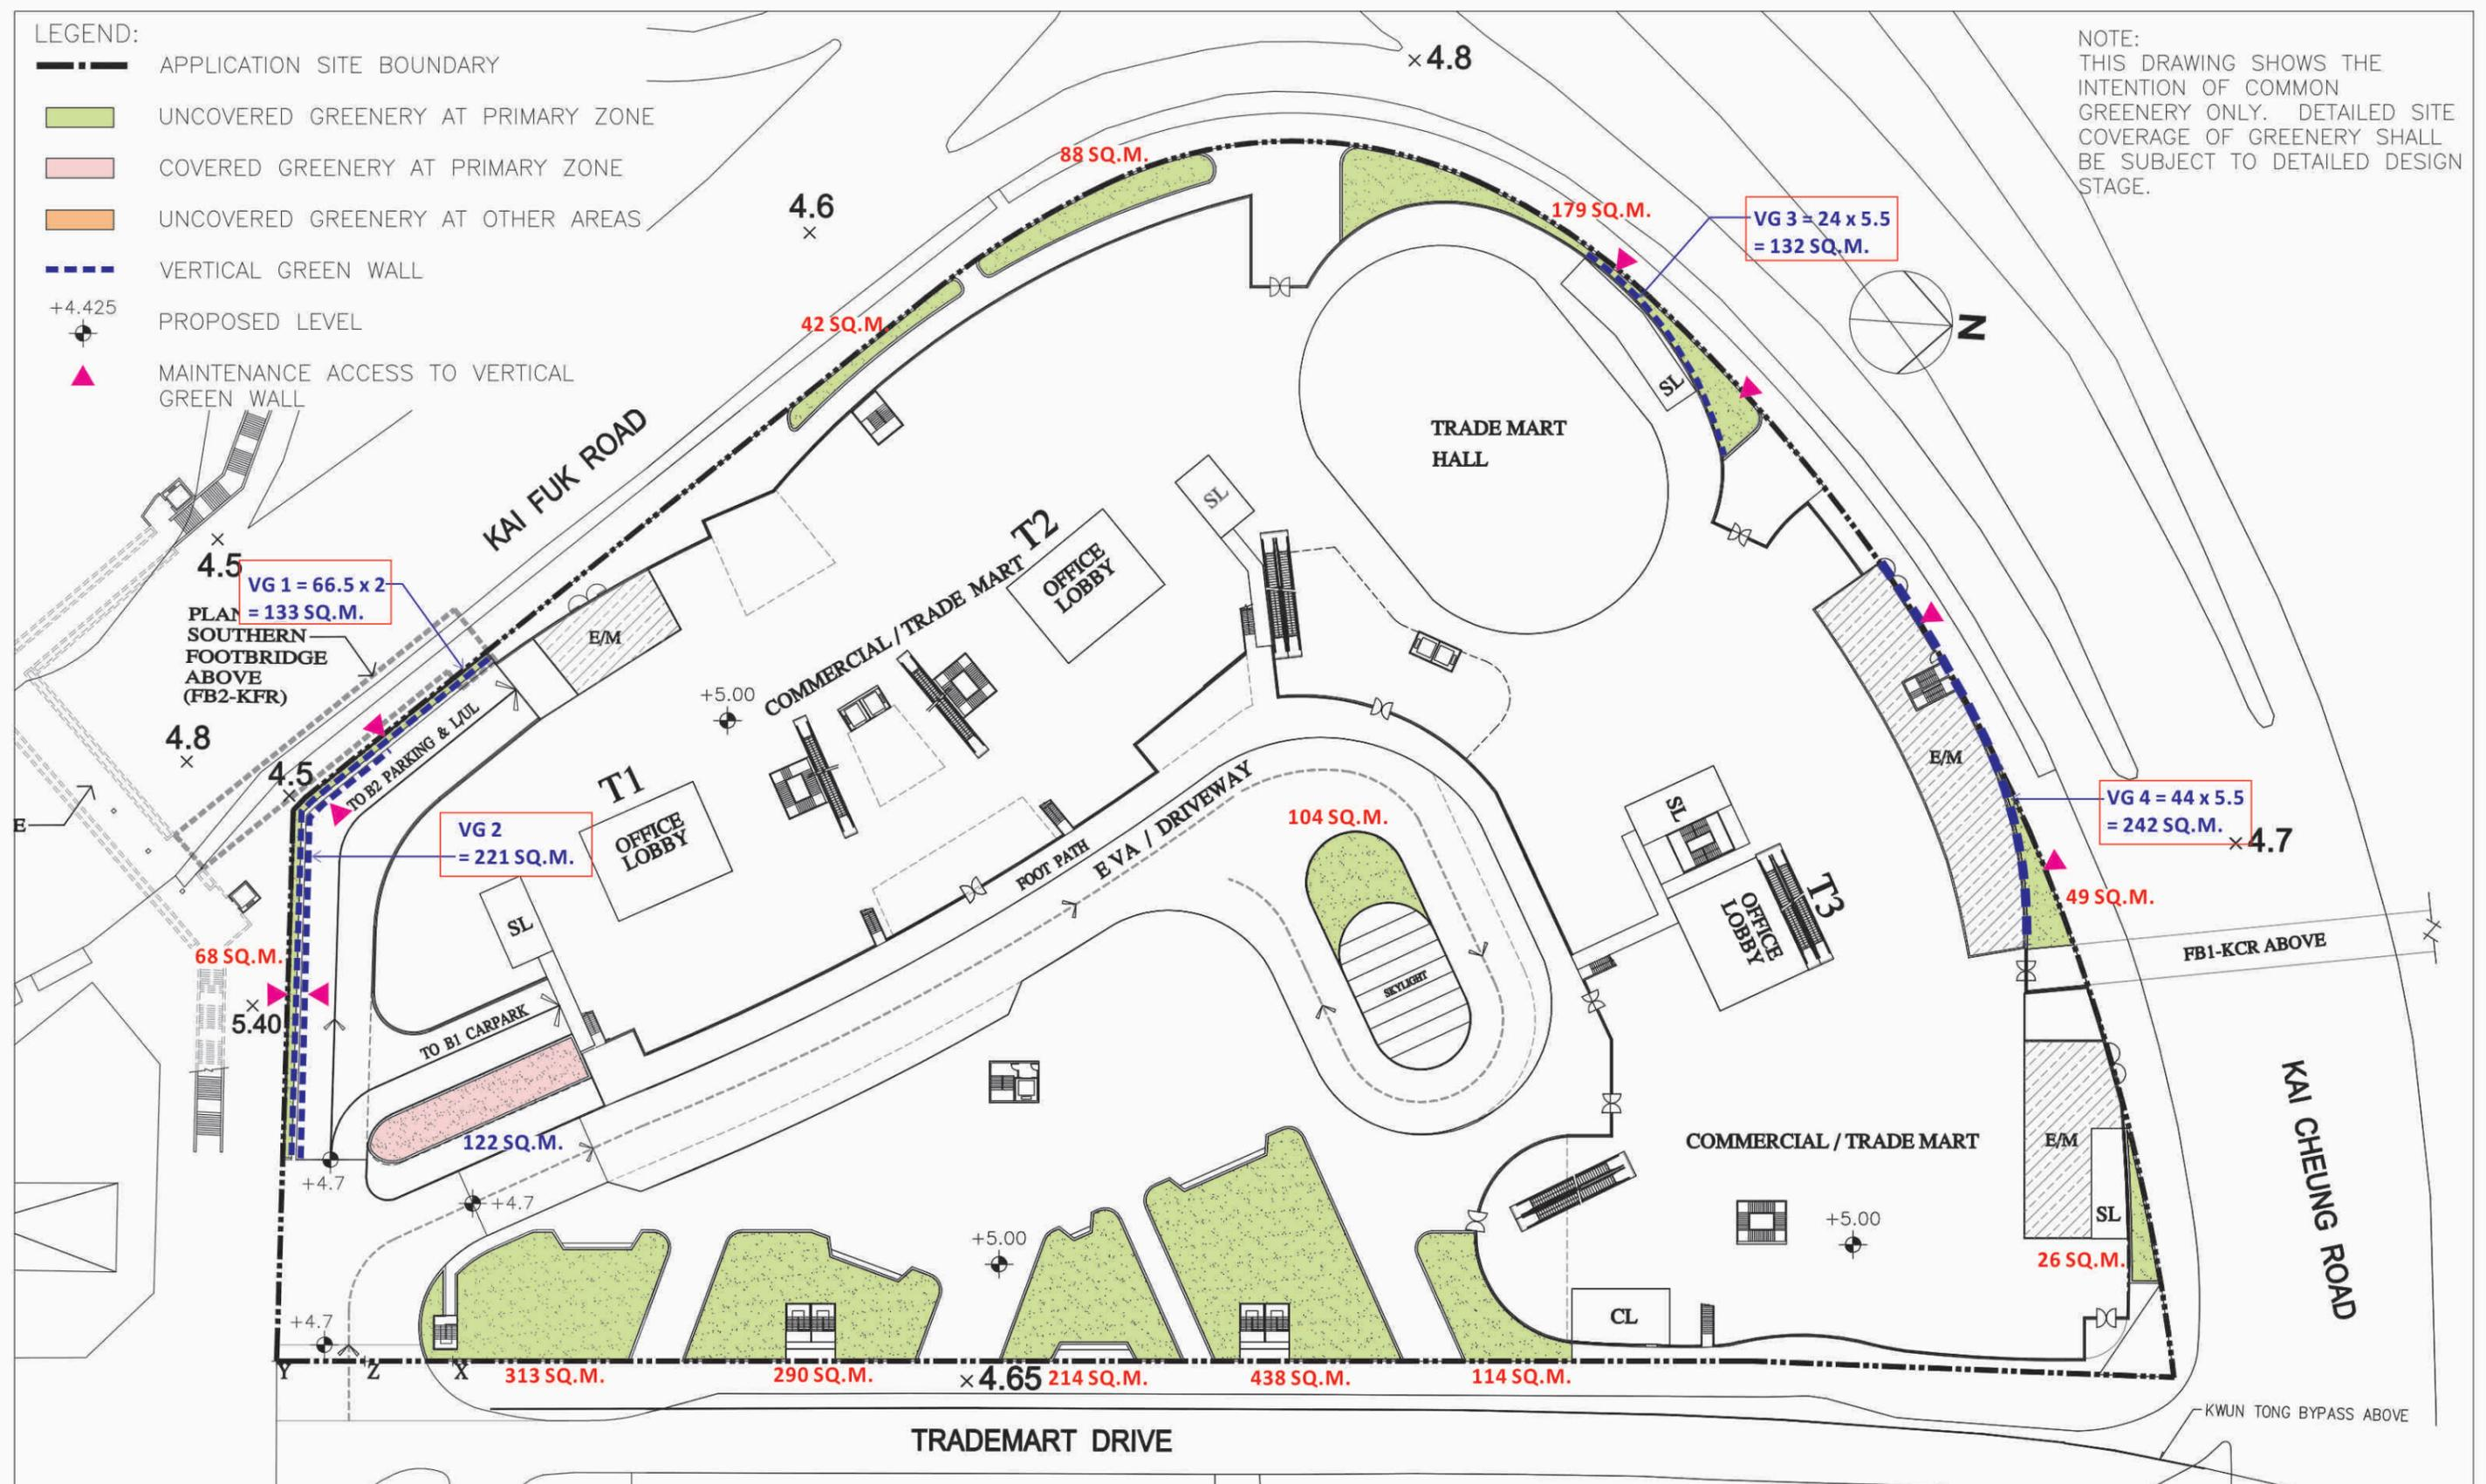 LEGEND:
APPLICATION SITE BOUNDARY
UNCOVERED GREENERY AT PRIMARY ZONE
COVERED GREENERY AT PRIMARY ZONE
UNCOVERED GREENERY AT OTHER AREAS
VERTICAL GREEN WALL
+4.425
PROPOSED LEVEL
MAINTENANCE ACCESS TO VERTICAL
GREEN WALL
NOTE:
THIS DRAWING SHOWS THE
INTENTION OF COMMON
GREENERY ONLY. DETAILED SITE
COVERAGE OF GREENERY SHALL
BE SUBJECT TO DETAILED DESIGN
STAGE.
×4.8
4.6
×
88 SQ.M.
179 SQ.M.
VG 3 = 24 x 5.5
= 132 SQ.M.
N
42 SQ.M.
SL
TRADE MART
HALL
KAI FUK ROAD
×
4.5
VG 1 = 66.5 x 2
= 133 SQ.M.
PLAN
SOUTHERN
FOOTBRIDGE
ABOVE
(FB2-KFR)
4.8
×
4.5
×
E
E/M
TO B2 PARKING & L/UL
+5.00
COMMERCIAL / TRADE MART
T2
OFFICE
LOBBY
SL
T1
OFFICE
LOBBY
VG 2
= 221 SQ.M.
SL
FOOT PATH
EVA / DRIVEWAY
104 SQ.M.
SKYLIGHT
SL
T3
OFFICE
LOBBY
E/M
VG 4 = 44 x 5.5
= 242 SQ.M.
×4.7
49 SQ.M.
FB1-KCR ABOVE
68 SQ.M.
×
5.40
TO B1 CARPARK
122 SQ.M.
+4.7
+4.7
COMMERCIAL / TRADE MART
E/M
SL
KAI CHEUNG ROAD
+5.00
+5.00
26 SQ.M.
CL
+4.7
Y
Z
X
313 SQ.M.
290 SQ.M.
×4.65
214 SQ.M.
438 SQ.M.
114 SQ.M.
TRADEMART DRIVE
KWUN TONG BYPASS ABOVE